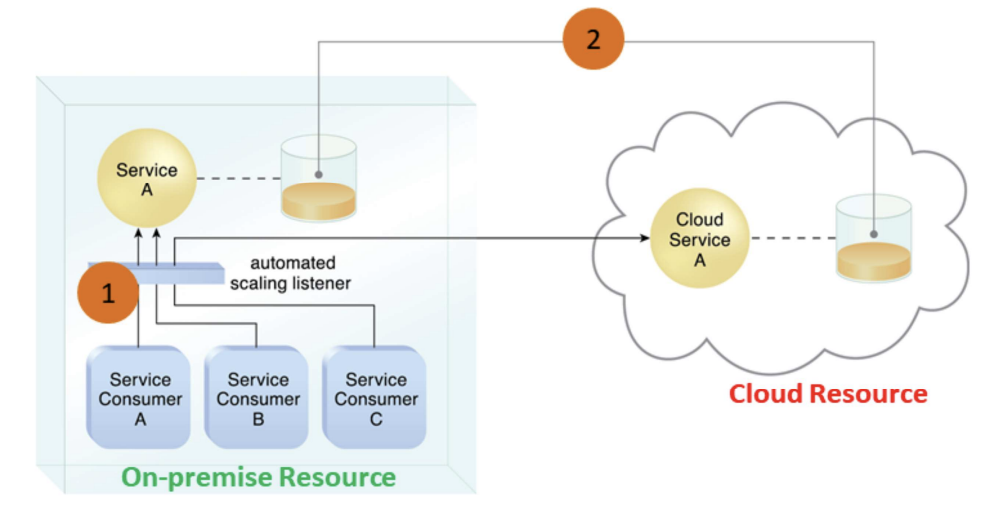 2
Service
A
Cloud
Service
A
automated
scaling listener
1
Service
Consumer
A
Service
Consumer
B
Service
Consumer
C
Cloud Resource
On-premise Resource